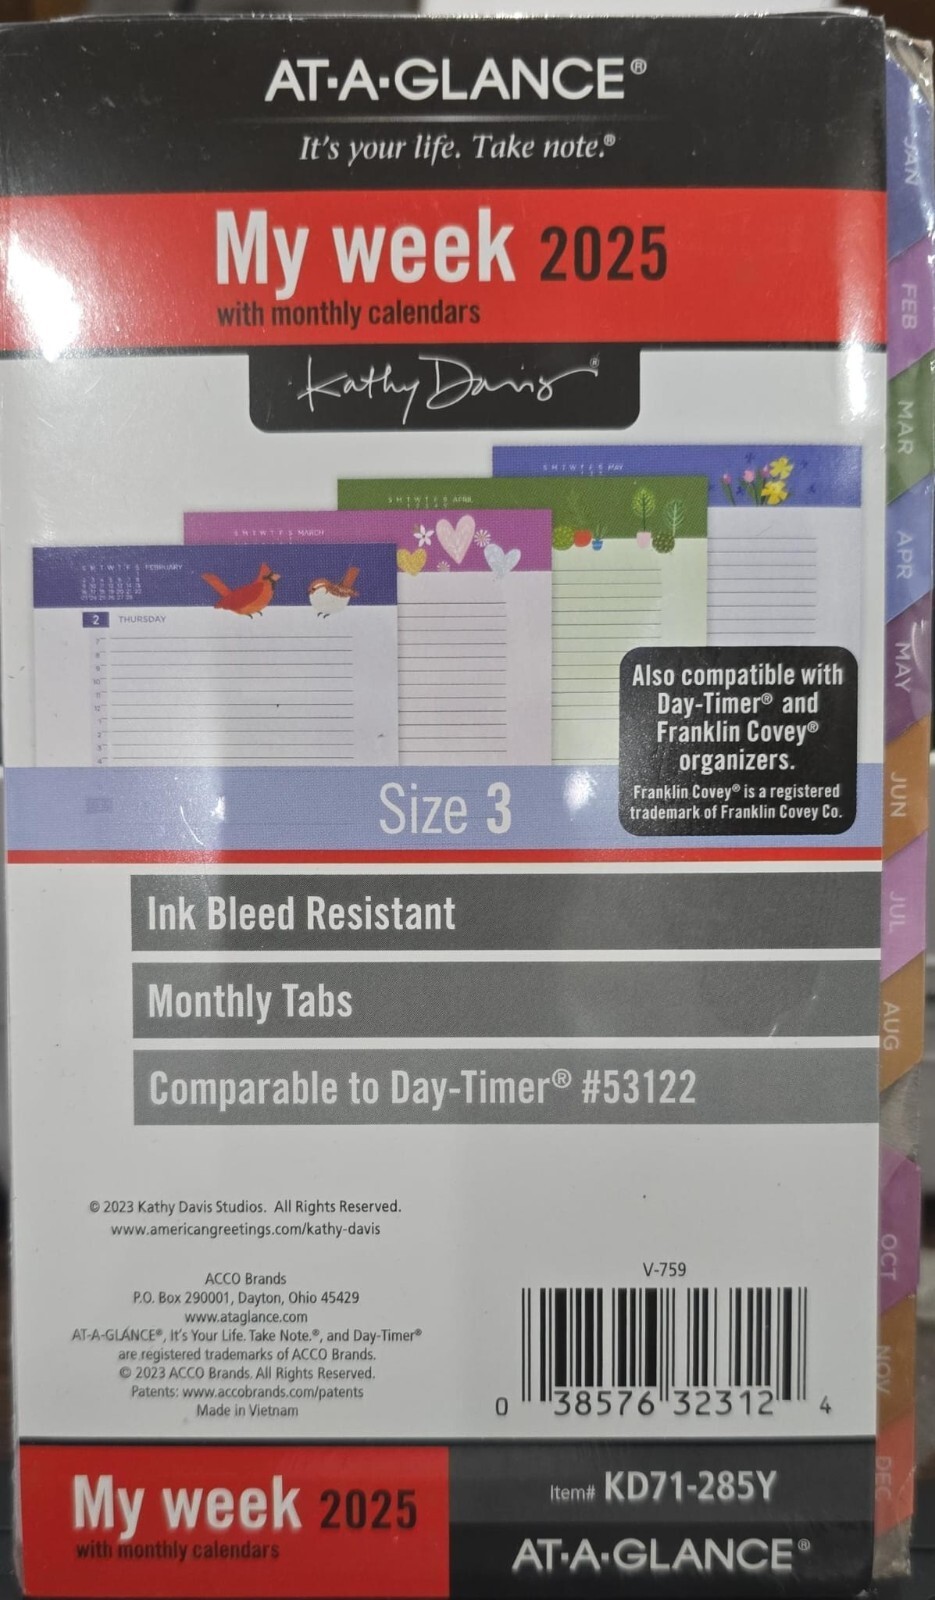 AT·A·GLANCE®
It's your life. Take note.®
My week 2025
with monthly calendars
Kathy Davis®
S M T W T F S MAY
S M T W T F S APRIL
S M T W T F S MARCH
S M T W T F S FEBRUARY
2 THURSDAY
Also compatible with
Day-Timer® and
Franklin Covey®
organizers.
Franklin Covey® is a registered
trademark of Franklin Covey Co.
Size 3
Ink Bleed Resistant
Monthly Tabs
Comparable to Day-Timer® #53122
© 2023 Kathy Davis Studios. All Rights Reserved.
www.americangreetings.com/kathy-davis
ACCO Brands
P.O. Box 290001, Dayton, Ohio 45429
www.ataglance.com
AT-A-GLANCE®, It's Your Life. Take Note.®, and Day-Timer®
are registered trademarks of ACCO Brands.
© 2023 ACCO Brands. All Rights Reserved.
Patents: www.accobrands.com/patents
Made in Vietnam
V-759
0 38576 32312 4
My week 2025
with monthly calendars
Item# KD71-285Y
AT·A·GLANCE®
JAN
FEB
MAR
APR
MAY
JUN
JUL
AUG
OCT
NOV
DEC